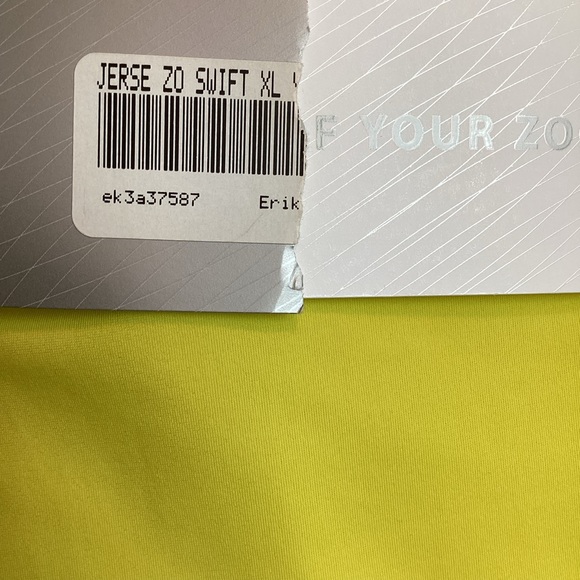 JERSE ZO SWIFT XL
F YOUR ZO
ek3a37587 Erik